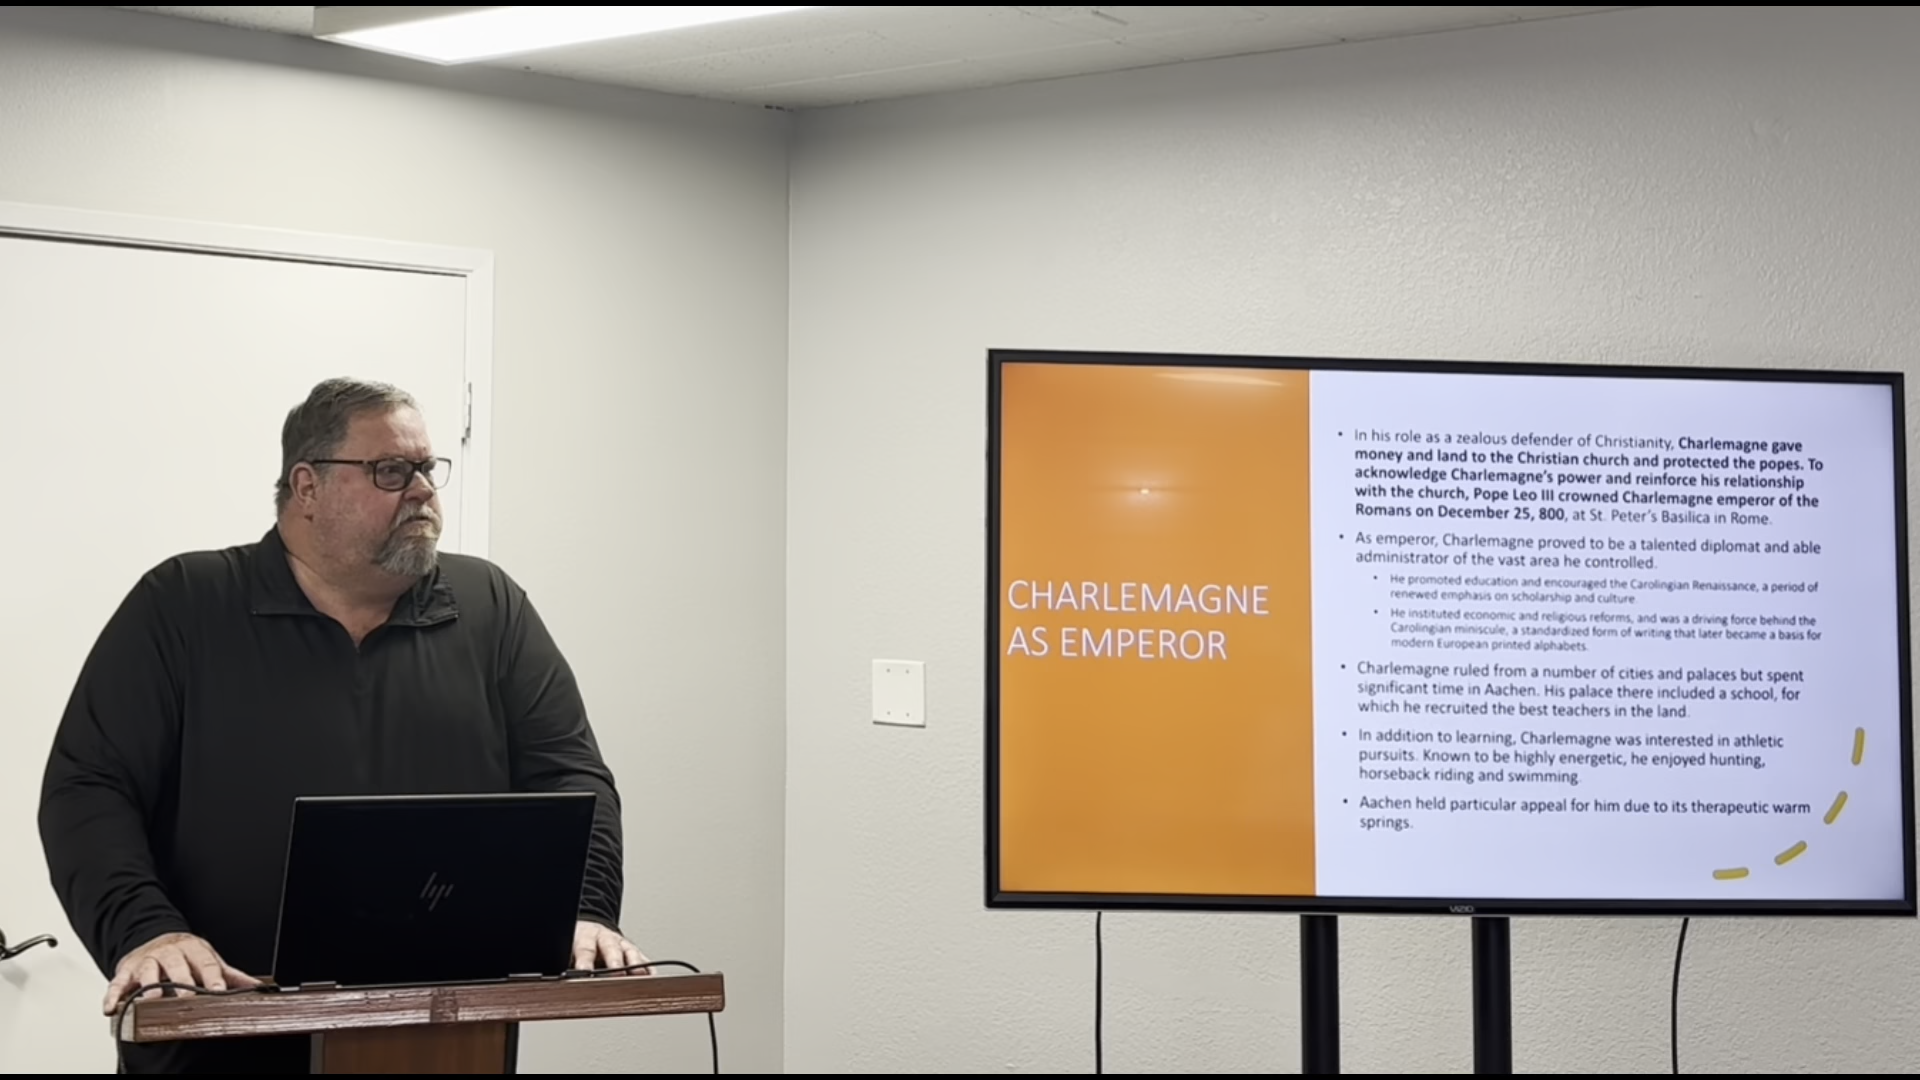 CHARLEMAGNE
AS EMPEROR
• In his role as a zealous defender of Christianity, Charlemagne gave
money and land to the Christian church and protected the popes. To
acknowledge Charlemagne's power and reinforce his relationship
with the church, Pope Leo III crowned Charlemagne emperor of the
Romans on December 25, 800, at St. Peter's Basilica in Rome.
• As emperor, Charlemagne proved to be a talented diplomat and able
administrator of the vast area he controlled.
• He promoted education and encouraged the Carolingian Renaissance, a period of
renewed emphasis on scholarship and culture.
• He instituted economic and religious reforms, and was a driving force behind the
Carolingian miniscule, a standardized form of writing that later became a basis for
modern European printed alphabets.
• Charlemagne ruled from a number of cities and palaces but spent
significant time in Aachen. His palace there included a school, for
which he recruited the best teachers in the land.
• In addition to learning, Charlemagne was interested in athletic
pursuits. Known to be highly energetic, he enjoyed hunting,
horseback riding and swimming.
• Aachen held particular appeal for him due to its therapeutic warm
springs.
VIZIO
hp